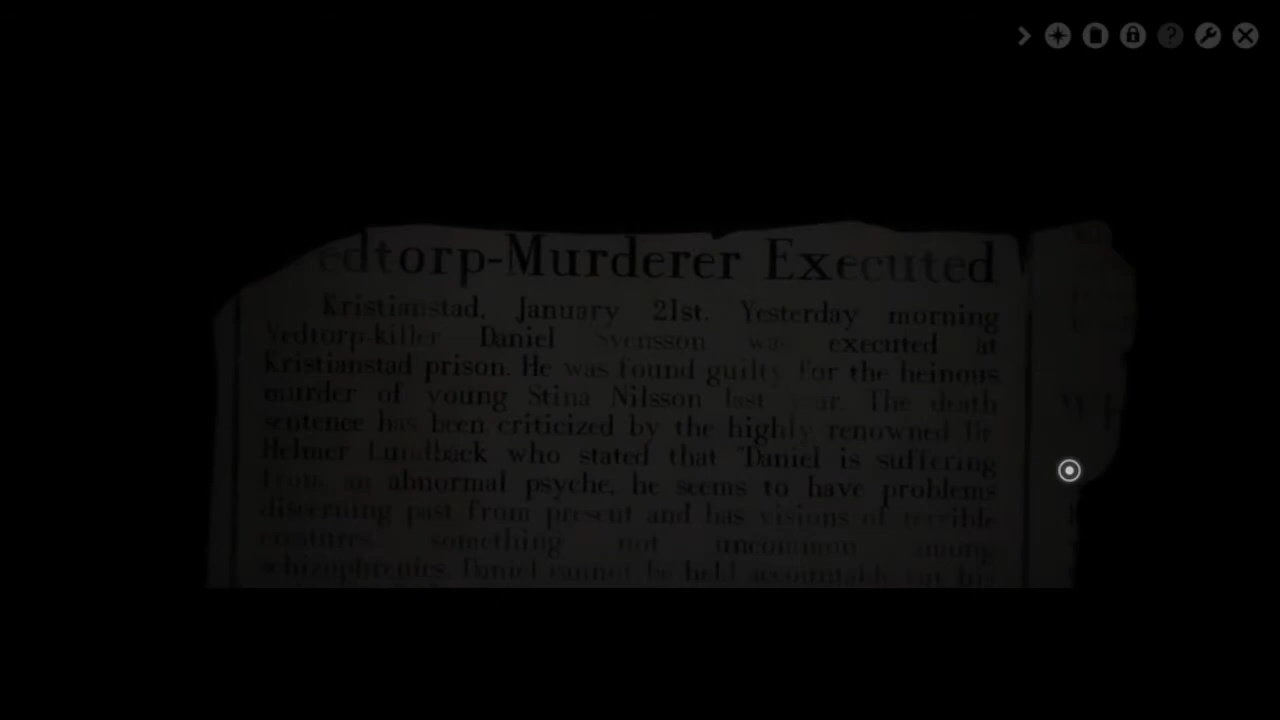 edtorp-Murderer Executed
Kristianstad, January 21st. Yesterday morning
Vedtorp-killer Daniel Svensson was executed at
Kristianstad prison. He was found guilty for the heinous
murder of young Stina Nilsson last year. The death
sentence has been criticized by the highly renowned Dr
Helmer Lundback who stated that "Daniel is suffering
from an abnormal psyche, he seems to have problems
discerning past from present and has visions of terrible
creatures something not uncommon among
schizophrenics. Daniel cannot be held accountable for his